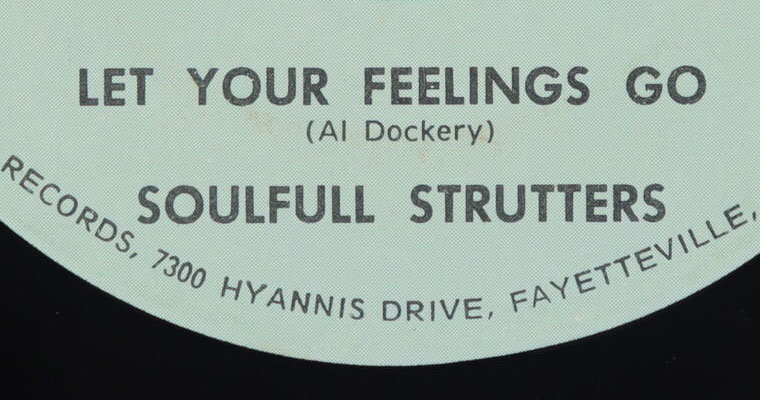 LET YOUR FEELINGS GO
(Al Dockery)
SOULFULL STRUTTERS
RECORDS, 7300 HYANNIS DRIVE, FAYETTEVILLE,